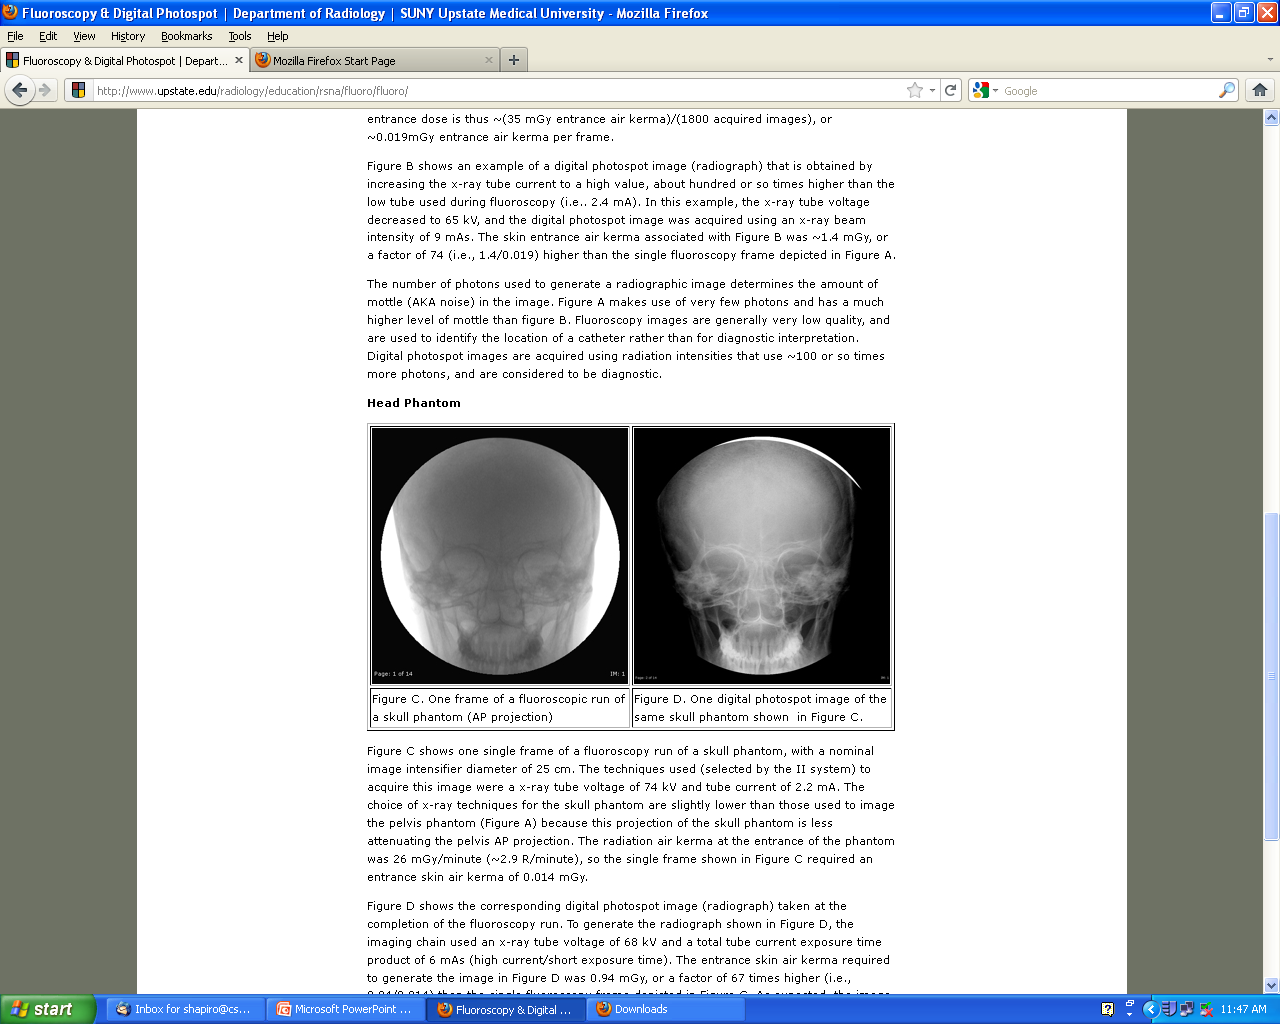 Fluoroscopy & Digital Photospot | Department of Radiology | SUNY Upstate Medical University - Mozilla Firefox
File Edit View History Bookmarks Tools Help
Fluoroscopy & Digital Photospot | Depart... Mozilla Firefox Start Page
http://www.upstate.edu/radiology/education/rsna/fluoro/fluoro/ Google
entrance dose is thus ~(35 mGy entrance air kerma)/(1800 acquired images), or
~0.019mGy entrance air kerma per frame.
Figure B shows an example of a digital photospot image (radiograph) that is obtained by
increasing the x-ray tube current to a high value, about hundred or so times higher than the
low tube used during fluoroscopy (i.e.. 2.4 mA). In this example, the x-ray tube voltage
decreased to 65 kV, and the digital photospot image was acquired using an x-ray beam
intensity of 9 mAs. The skin entrance air kerma associated with Figure B was ~1.4 mGy, or
a factor of 74 (i.e., 1.4/0.019) higher than the single fluoroscopy frame depicted in Figure A.
The number of photons used to generate a radiographic image determines the amount of
mottle (AKA noise) in the image. Figure A makes use of very few photons and has a much
higher level of mottle than figure B. Fluoroscopy images are generally very low quality, and
are used to identify the location of a catheter rather than for diagnostic interpretation.
Digital photospot images are acquired using radiation intensities that use ~100 or so times
more photons, and are considered to be diagnostic.
Head Phantom
Page: 1 of 14 IM: 1
Figure C. One frame of a fluoroscopic run of
a skull phantom (AP projection)
Figure D. One digital photospot image of the
same skull phantom shown in Figure C.
Figure C shows one single frame of a fluoroscopy run of a skull phantom, with a nominal
image intensifier diameter of 25 cm. The techniques used (selected by the II system) to
acquire this image were a x-ray tube voltage of 74 kV and tube current of 2.2 mA. The
choice of x-ray techniques for the skull phantom are slightly lower than those used to image
the pelvis phantom (Figure A) because this projection of the skull phantom is less
attenuating the pelvis AP projection. The radiation air kerma at the entrance of the phantom
was 26 mGy/minute (~2.9 R/minute), so the single frame shown in Figure C required an
entrance skin air kerma of 0.014 mGy.
Figure D shows the corresponding digital photospot image (radiograph) taken at the
completion of the fluoroscopy run. To generate the radiograph shown in Figure D, the
imaging chain used an x-ray tube voltage of 68 kV and a total tube current exposure time
product of 6 mAs (high current/short exposure time). The entrance skin air kerma required
to generate the image in Figure D was 0.94 mGy, or a factor of 67 times higher (i.e.,
start Inbox for shapiro@cs... Microsoft PowerPoint ... Fluoroscopy & Digital ... Downloads 11:47 AM